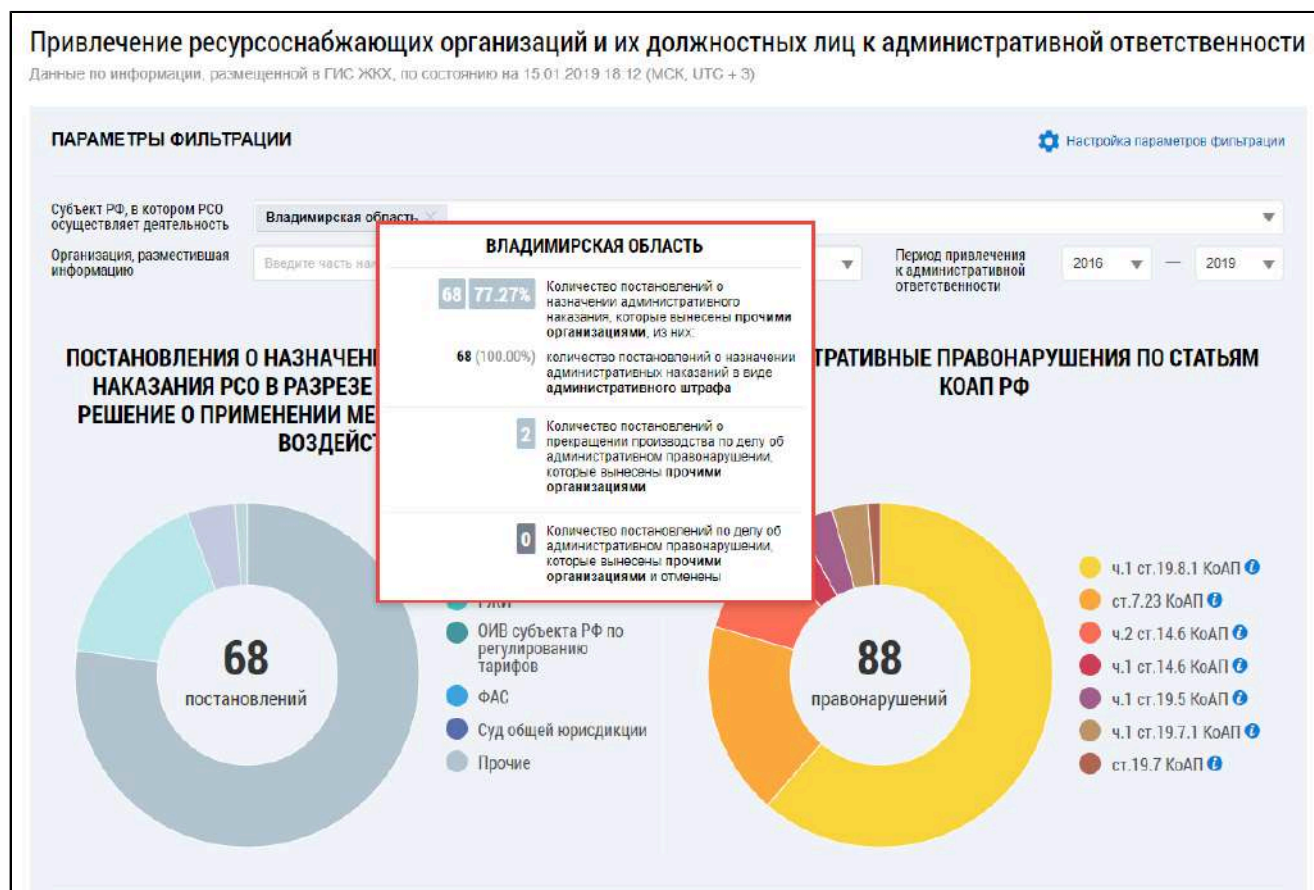 Привлечение ресурсоснабжающих организаций и их должностных лиц к административной ответственности
Данные по информации, размещенной в ГИС ЖКХ, по состоянию на 15.01.2019 18:12 (МСК, UTC + 3)
ПАРАМЕТРЫ ФИЛЬТРАЦИИ
Настройка параметров фильтрации
Субъект РФ, в котором РСО
осуществляет деятельность
Владимирская область
Организация, разместившая
информацию
Введите часть
Период привлечения
к административной
ответственности
2016 — 2019
ВЛАДИМИРСКАЯ ОБЛАСТЬ
68 77.27%
Количество постановлений о
назначении административного
наказания, которые вынесены прочими
организациями, из них:
68 (100.00%)
количество постановлений о назначении
административных наказаний в виде
административного штрафа
2
Количество постановлений о
прекращении производства по делу об
административном правонарушении,
которые вынесены прочими
организациями
0
Количество постановлений по делу об
административном правонарушении,
которые вынесены прочими
организациями и отменены
ПОСТАНОВЛЕНИЯ О НАЗНАЧЕН
НАКАЗАНИЯ РСО В РАЗРЕЗЕ
РЕШЕНИЕ О ПРИМЕНЕНИИ МЕ
ВОЗДЕЙС
68
постановлений
ОИВ субъекта РФ по
регулированию
тарифов
ФАС
Суд общей юрисдикции
Прочие
ТРАТИВНЫЕ ПРАВОНАРУШЕНИЯ ПО СТАТЬЯМ
КОАП РФ
88
правонарушений
ч.1 ст.19.8.1 КоАП
ст.7.23 КоАП
ч.2 ст.14.6 КоАП
ч.1 ст.14.6 КоАП
ч.1 ст.19.5 КоАП
ч.1 ст.19.7.1 КоАП
ст.19.7 КоАП